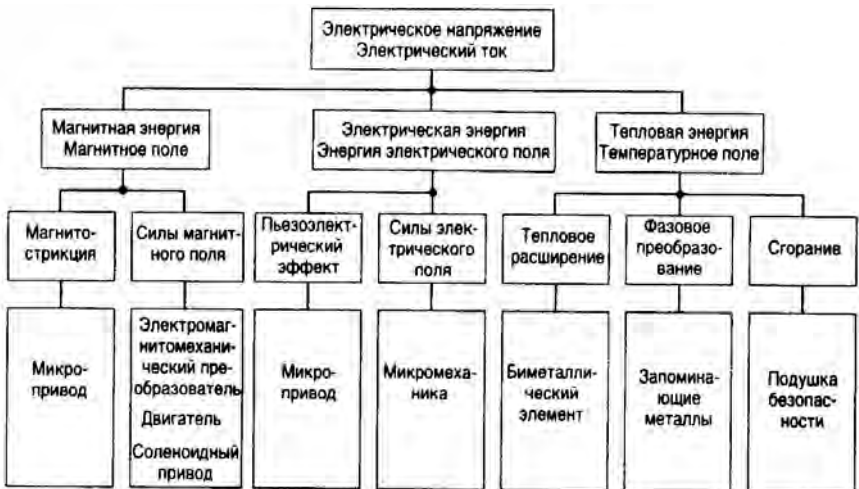 Электрическое напряжение
Электрический ток
Магнитная энергия
Магнитное поле
Электрическая энергия
Энергия электрического поля
Тепловая энергия
Температурное поле
Магнито-
стрикция
Силы магнит-
ного поля
Пьезоэлект-
рический
эффект
Силы элек-
трического
поля
Тепловое
расширение
Фазовое
преобразо-
вание
Сгорание
Микро-
привод
Электромаг-
нитомехани-
ческий пре-
образователь
Двигатель
Соленоидный
привод
Микро-
привод
Микромеха-
ника
Биметалли-
ческий
элемент
Запомина-
ющие
металлы
Подушка
безопас-
ности